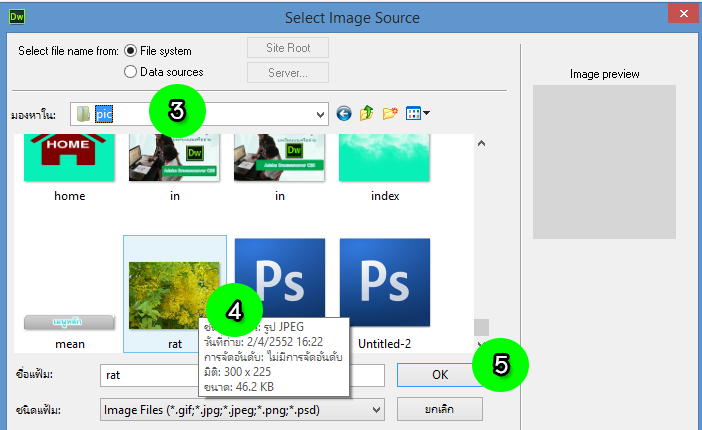 Dw
Select Image Source
Select file name from: File system
Site Root
Data sources
Server...
Image preview
มองหาใน: pic
3
HOME
Dw
Dw
home
in
in
index
เมนูหลัก
Ps
Ps
4
mean
rat
Untitled-2
รูป JPEG
วันที่ถ่าย: 2/4/2552 16:22
การจัดอันดับ: ไม่มีการจัดอันดับ
มิติ: 300 x 225
ขนาด: 46.2 KB
5
ชื่อแฟ้ม: rat
OK
ชนิดแฟ้ม: Image Files (*.gif;*.jpg;*.jpeg;*.png;*.psd)
ยกเลิก